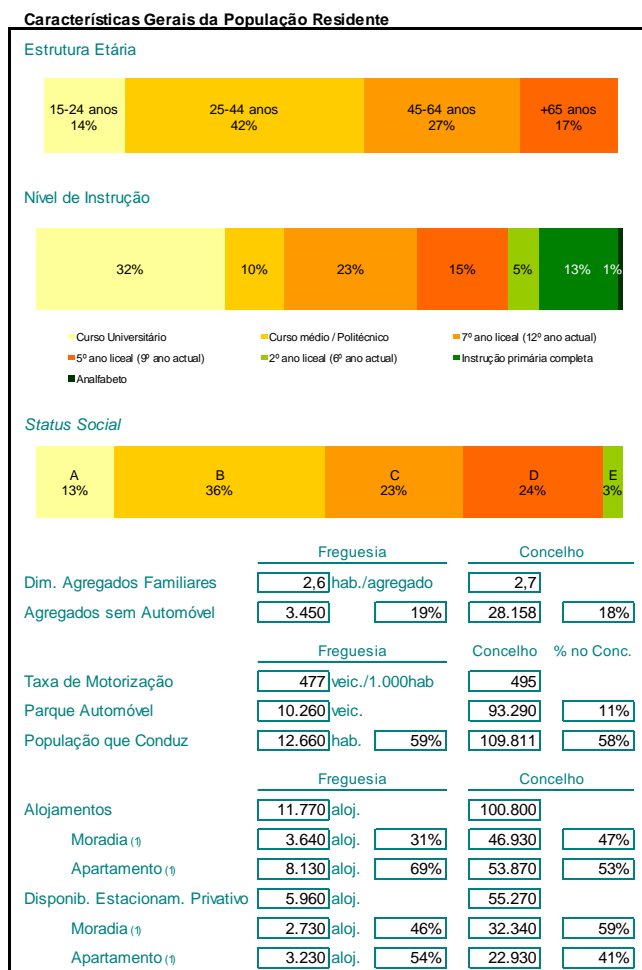 Características Gerais da População Residente
Estrutura Etária
15-24 anos 25-44 anos 45-64 anos +65 anos
14% 42% 27% 17%
Nível de Instrução
32% 10% 23% 15% 5% 13% 1%
Curso Universitário Curso médio / Politécnico 7º ano liceal (12º ano actual)
5º ano liceal (9º ano actual) 2º ano liceal (6º ano actual) Instrução primária completa
Analfabeto
Status Social
A B C D E
13% 36% 23% 24% 3%
Freguesia Concelho
Dim. Agregados Familiares 2,6 hab./agregado 2,7
Agregados sem Automóvel 3.450 19% 28.158 18%
Freguesia Concelho % no Conc.
Taxa de Motorização 477 veic./1.000hab 495
Parque Automóvel 10.260 veic. 93.290 11%
População que Conduz 12.660 hab. 59% 109.811 58%
Freguesia Concelho
Alojamentos 11.770 aloj. 100.800
Moradia (1) 3.640 aloj. 31% 46.930 47%
Apartamento (1) 8.130 aloj. 69% 53.870 53%
Disponib. Estacionam. Privativo 5.960 aloj. 55.270
Moradia (1) 2.730 aloj. 46% 32.340 59%
Apartamento (1) 3.230 aloj. 54% 22.930 41%